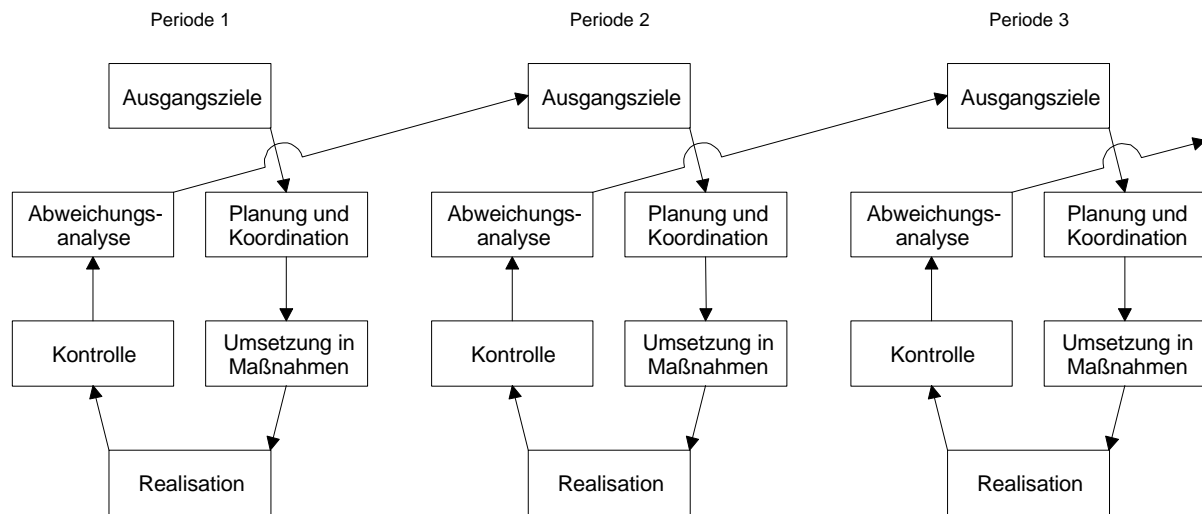 Periode 1
Periode 2
Periode 3
Ausgangsziele
Ausgangsziele
Ausgangsziele
Abweichungs-
analyse
Planung und
Koordination
Abweichungs-
analyse
Planung und
Koordination
Abweichungs-
analyse
Planung und
Koordination
Kontrolle
Umsetzung in
Maßnahmen
Kontrolle
Umsetzung in
Maßnahmen
Kontrolle
Umsetzung in
Maßnahmen
Realisation
Realisation
Realisation